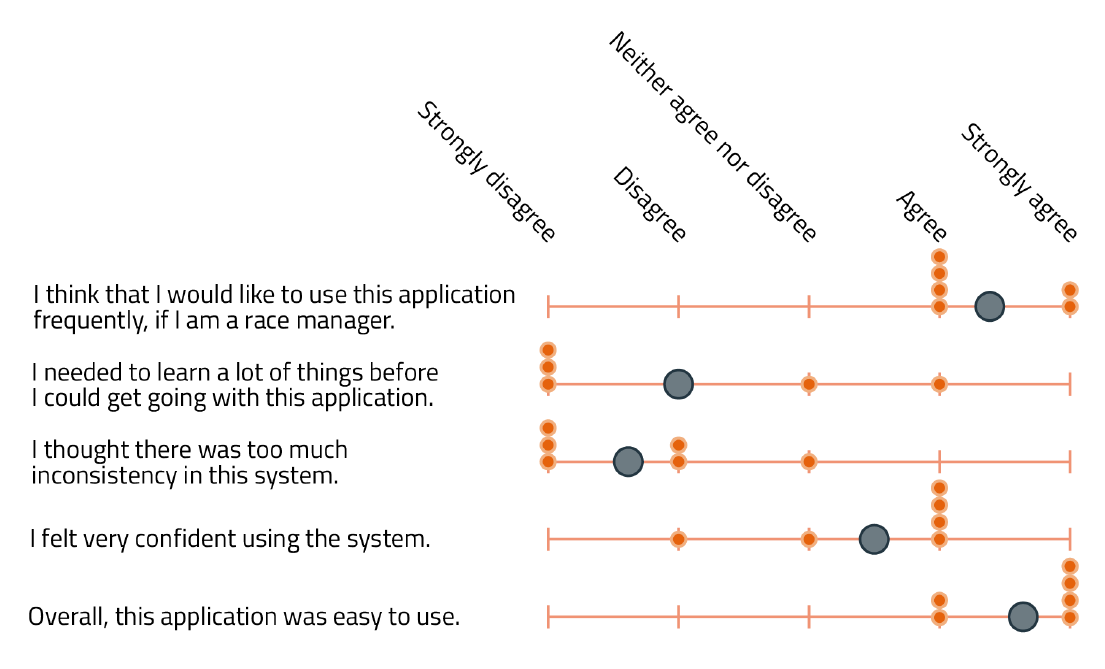 Strongly disagree
Disagree
Neither agree nor disagree
Agree
Strongly agree
I think that I would like to use this application
frequently, if I am a race manager.
I needed to learn a lot of things before
I could get going with this application.
I thought there was too much
inconsistency in this system.
I felt very confident using the system.
Overall, this application was easy to use.